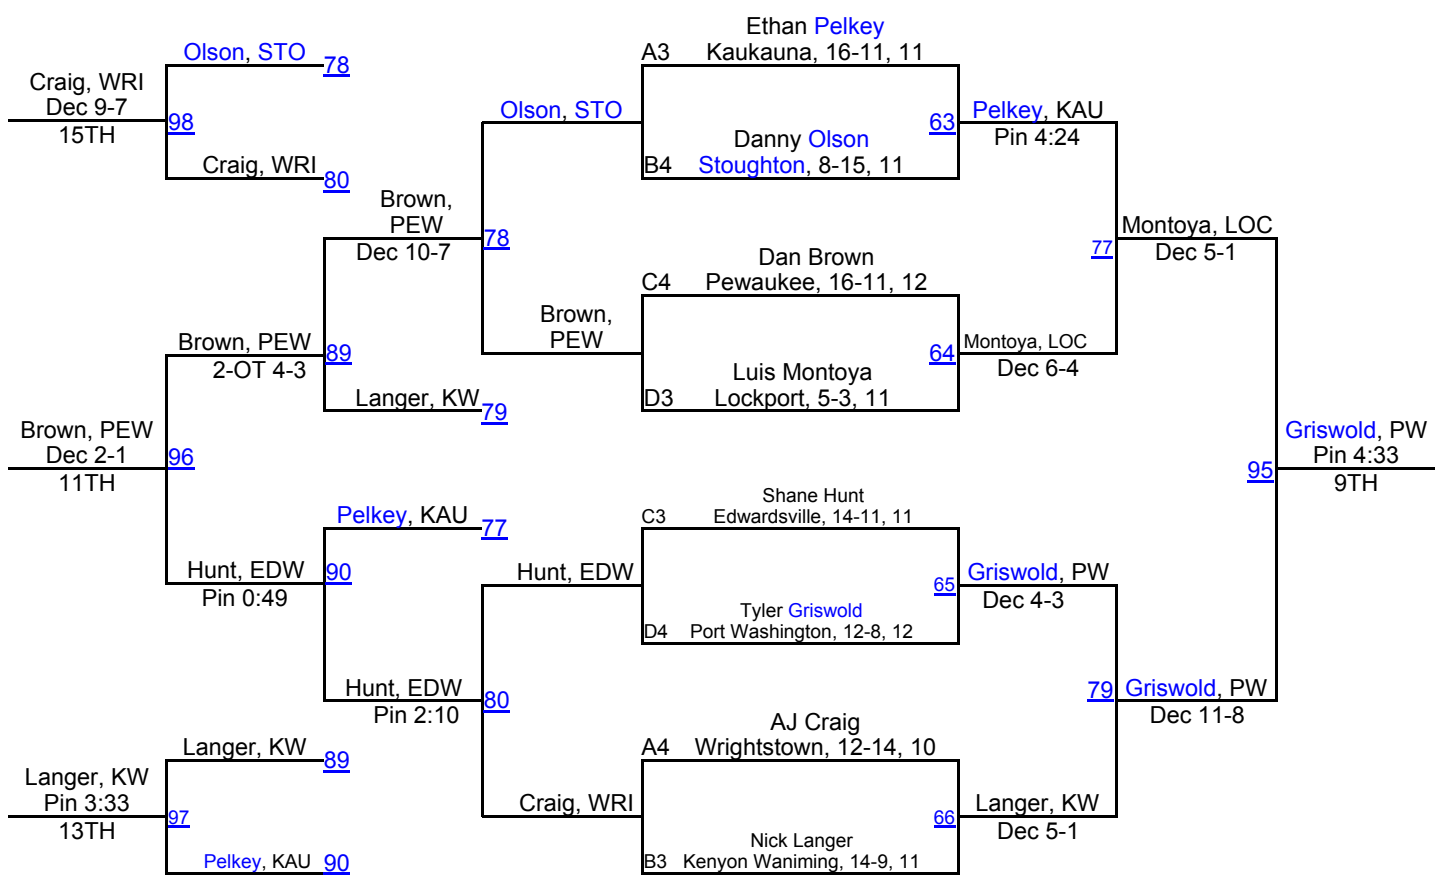 Ethan Pelkey
A3 Kaukauna, 16-11, 11
Olson, STO
78
Craig, WRI
Dec 9-7
15TH
98
Craig, WRI
80
Olson, STO
63
Danny Olson
B4 Stoughton, 8-15, 11
Pelkey, KAU
Pin 4:24
Brown,
PEW
Dec 10-7
78
Dan Brown
C4 Pewaukee, 16-11, 12
77
Montoya, LOC
Dec 5-1
Brown, PEW
2-OT 4-3
89
Brown,
PEW
64
Montoya, LOC
Dec 6-4
Luis Montoya
D3 Lockport, 5-3, 11
Langer, KW
79
Brown, PEW
Dec 2-1
11TH
96
95
Griswold, PW
Pin 4:33
9TH
Shane Hunt
C3 Edwardsville, 14-11, 11
Pelkey, KAU
77
Hunt, EDW
Pin 0:49
90
Hunt, EDW
65
Griswold, PW
Dec 4-3
Tyler Griswold
D4 Port Washington, 12-8, 12
Hunt, EDW
Pin 2:10
80
79
Griswold, PW
Dec 11-8
AJ Craig
A4 Wrightstown, 12-14, 10
Langer, KW
89
Langer, KW
Pin 3:33
13TH
97
Craig, WRI
66
Langer, KW
Dec 5-1
Nick Langer
B3 Kenyon Waniming, 14-9, 11
Pelkey, KAU
90